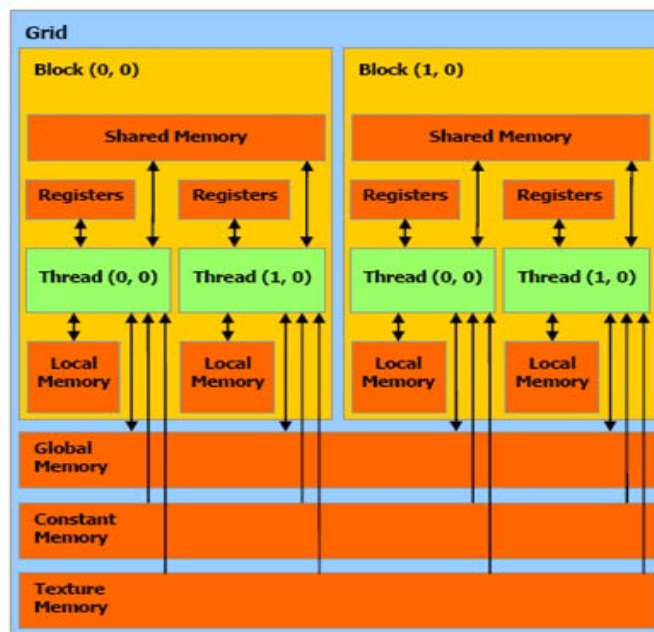 Grid
Block (0, 0)
Block (1, 0)
Shared Memory
Shared Memory
Registers
Registers
Registers
Registers
Thread (0, 0)
Thread (1, 0)
Thread (0, 0)
Thread (1, 0)
Local
Memory
Local
Memory
Local
Memory
Local
Memory
Global
Memory
Constant
Memory
Texture
Memory